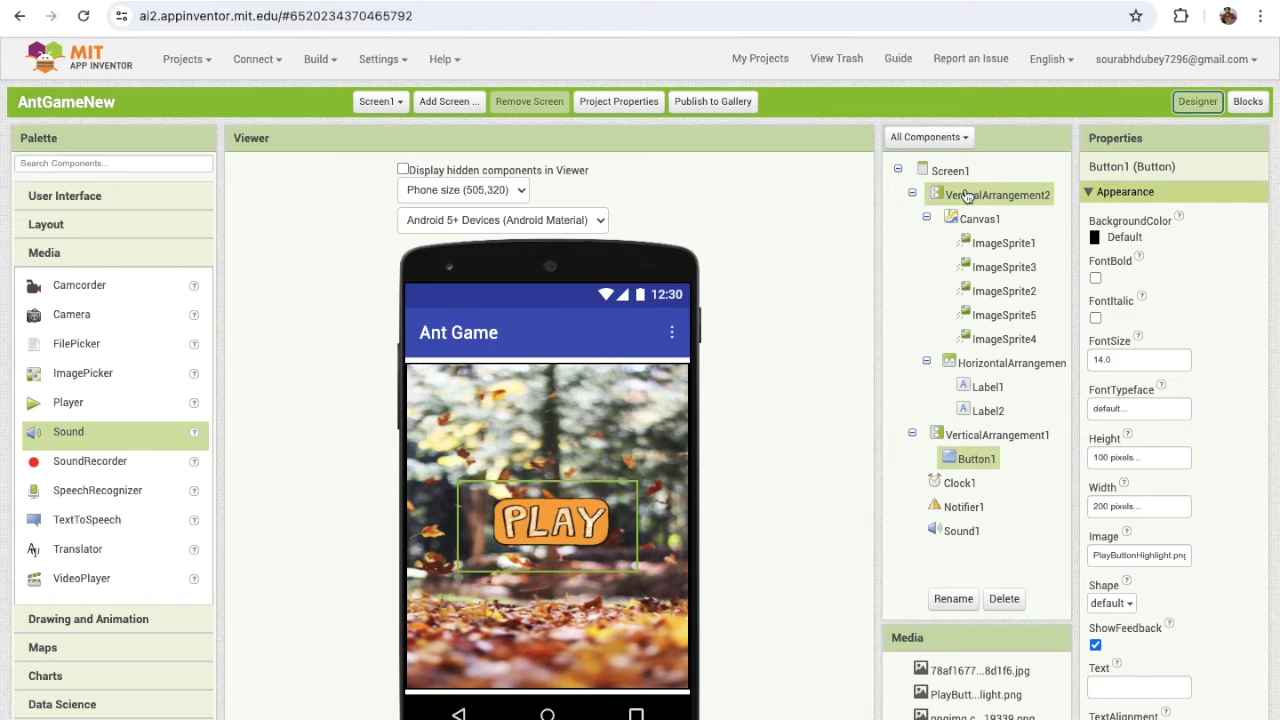 ai2.appinventor.mit.edu/#6520234370465792
MIT
APP INVENTOR
Projects
Connect
Build
Settings
Help
My Projects
View Trash
Guide
Report an Issue
English
sourabhdubey7296@gmail.com
AntGameNew
Screen1
Add Screen ...
Remove Screen
Project Properties
Publish to Gallery
Designer
Blocks
Palette
Search Components...
User Interface
Layout
Media
Camcorder
Camera
FilePicker
ImagePicker
Player
Sound
SoundRecorder
SpeechRecognizer
TextToSpeech
Translator
VideoPlayer
Drawing and Animation
Maps
Charts
Data Science
Viewer
Display hidden components in Viewer
Phone size (505,320)
Android 5+ Devices (Android Material)
12:30
Ant Game
PLAY
All Components
Screen1
VerticalArrangement2
Canvas1
ImageSprite1
ImageSprite3
ImageSprite2
ImageSprite5
ImageSprite4
HorizontalArrangemen
Label1
Label2
VerticalArrangement1
Button1
Clock1
Notifier1
Sound1
Rename
Delete
Media
78af1677...8d1f6.jpg
PlayButt...light.png
Properties
Button1 (Button)
Appearance
BackgroundColor
Default
FontBold
FontItalic
FontSize
14.0
FontTypeface
default...
Height
100 pixels...
Width
200 pixels...
Image
PlayButtonHighlight.png
Shape
default
ShowFeedback
Text
TextAlignment